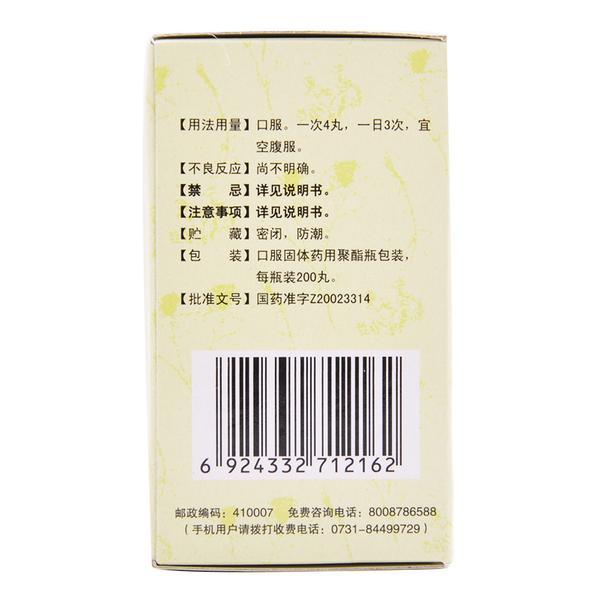 【用法用量】口服。一次4丸，一日3次，宜
空腹服。
【不良反应】尚不明确。
【禁　　忌】详见说明书。
【注意事项】详见说明书。
【贮　　藏】密闭，防潮。
【包　　装】口服固体药用聚酯瓶包装，
每瓶装200丸。
【批准文号】国药准字Z20023314
6 924332 712162
邮政编码：410007　免费咨询电话：8008786588
（手机用户请拨打收费电话：0731-84499729）